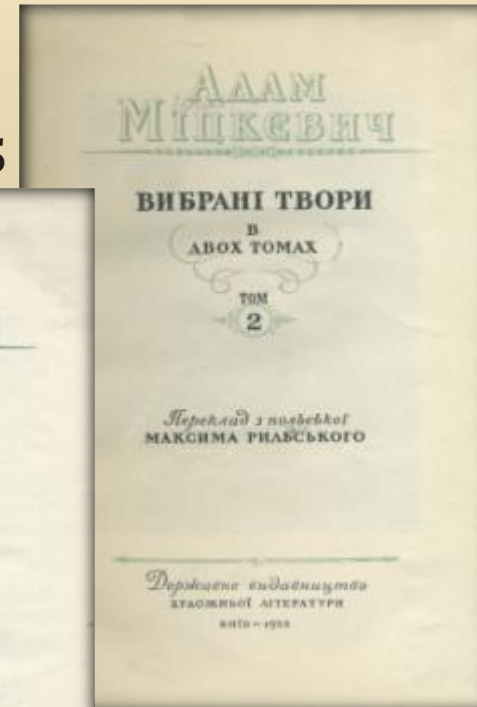 АДАМ
МІЦКЕВИЧ
ВИБРАНІ ТВОРИ
В
ДВОХ ТОМАХ
ТОМ
2
Переклад з польської
МАКСИМА РИЛЬСЬКОГО
Державне видавництво
ХУДОЖНЬОЇ ЛІТЕРАТУРИ
КИЇВ —